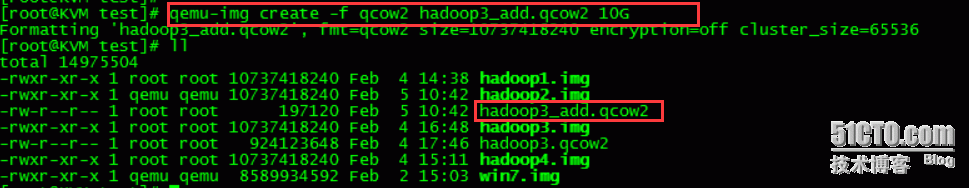 [root@KVM test]# qemu-img create -f qcow2 hadoop3_add.qcow2 10G
Formatting 'hadoop3_add.qcow2', fmt=qcow2 size=10737418240 encryption=off cluster_size=65536
[root@KVM test]# ll
total 14975504
-rwxr-xr-x 1 root root 10737418240 Feb  4 14:38 hadoop1.img
-rwxr-xr-x 1 qemu qemu 10737418240 Feb  5 10:42 hadoop2.img
-rw-r--r-- 1 root root      197120 Feb  5 10:42 hadoop3_add.qcow2
-rwxr-xr-x 1 root root 10737418240 Feb  4 16:48 hadoop3.img
-rw-r--r-- 1 root root   924123648 Feb  4 17:46 hadoop3.qcow2
-rwxr-xr-x 1 root root 10737418240 Feb  4 15:11 hadoop4.img
-rwxr-xr-x 1 qemu qemu  8589934592 Feb  2 15:03 win7.img
51CTO.com
技术博客 Blog